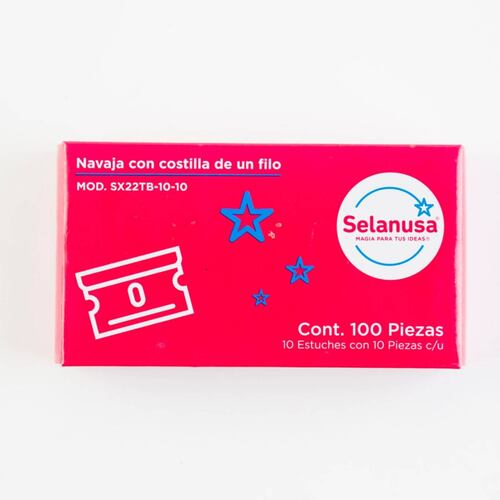 Navaja con costilla de un filo
MOD. SX22TB-10-10
Selanusa
MAGIA PARA TUS IDEAS®
Cont. 100 Piezas
10 Estuches con 10 Piezas c/u